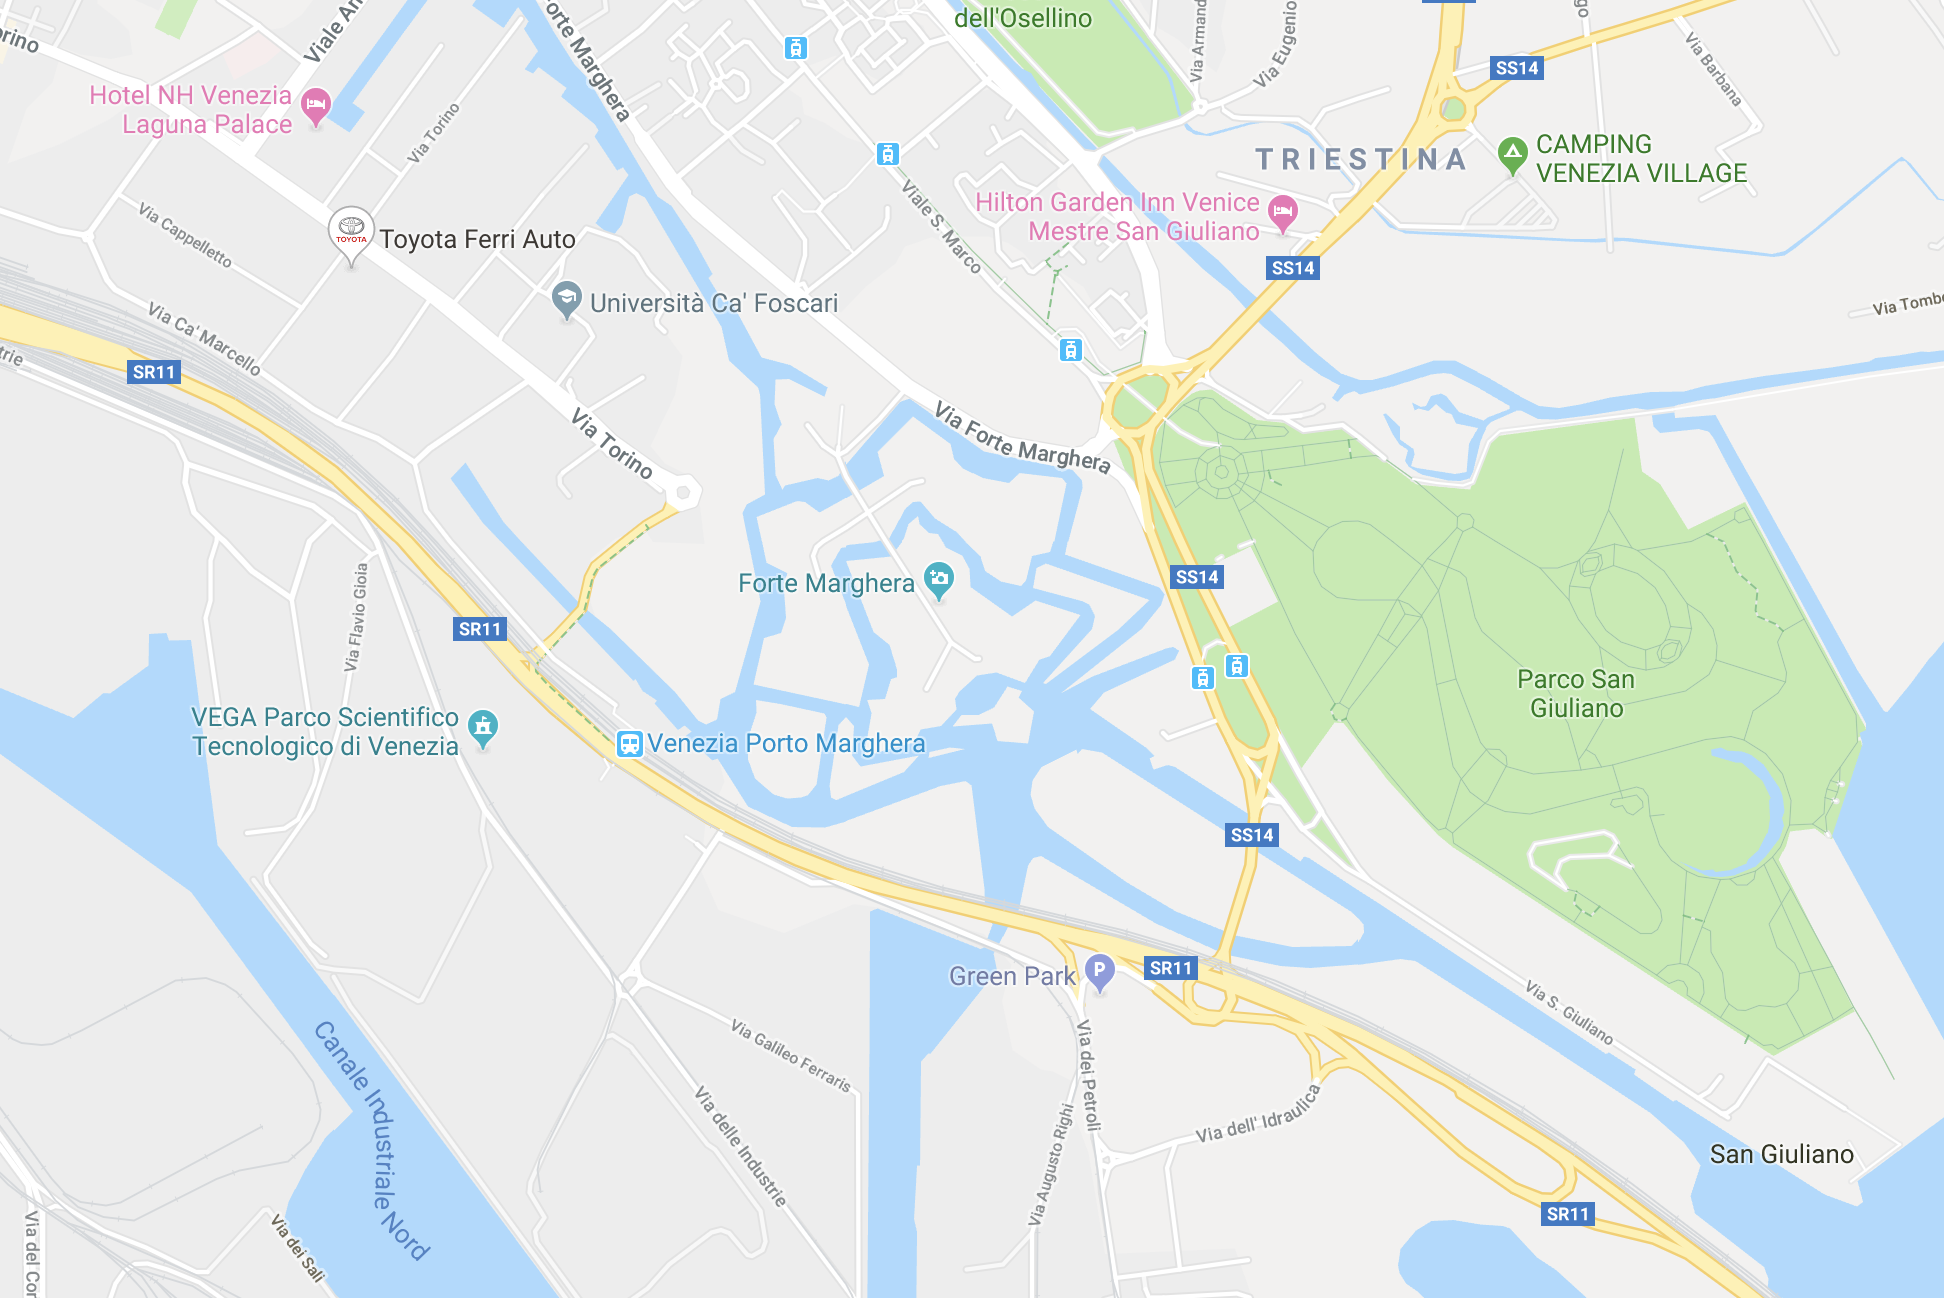 dell'Osellino
orino
Viale An
Forte Marghera
Via Armand
Via Eugenio
SS14
Via Barbana
Hotel NH Venezia
Laguna Palace
Via Torino
CAMPING
VENEZIA VILLAGE
TRIESTINA
Viale S. Marco
Hilton Garden Inn Venice
Mestre San Giuliano
Via Cappelletto
TOYOTA
Toyota Ferri Auto
SS14
Università Ca' Foscari
Via Tombe
Via Ca' Marcello
trie
SR11
Via Torino
Via Forte Marghera
Via Flavio Gioia
Forte Marghera
SS14
SR11
Parco San
Giuliano
VEGA Parco Scientifico
Tecnologico di Venezia
Venezia Porto Marghera
SS14
Green Park
P
SR11
Via S. Giuliano
Canale Industriale Nord
Via Galileo Ferraris
Via dei Petroli
Via delle Industrie
Via Augusto Righi
Via dell' Idraulica
San Giuliano
SR11
Via del Cor
Via dei Sali